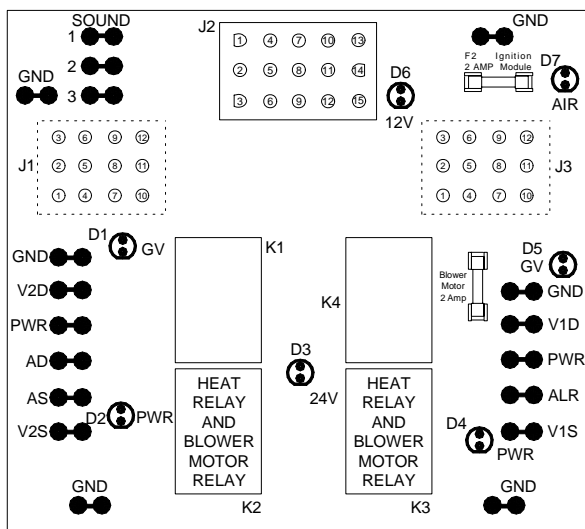 SOUND
1
2
3
GND
J2
1 4 7 10 13
2 5 8 11 14
3 6 9 12 15
D6
12V
GND
F2 Ignition
2 AMP Module
D7
AIR
J1
3 6 9 12
2 5 8 11
1 4 7 10
3 6 9 12
2 5 8 11
1 4 7 10
J3
D1
GV
GND
V2D
PWR
AD
AS
V2S
D2
PWR
GND
K1
K4
D3
24V
HEAT
RELAY
AND
BLOWER
MOTOR
RELAY
K2
HEAT
RELAY
AND
BLOWER
MOTOR
RELAY
K3
Blower
Motor
2 Amp
D5
GV
GND
V1D
PWR
ALR
V1S
D4
PWR
GND